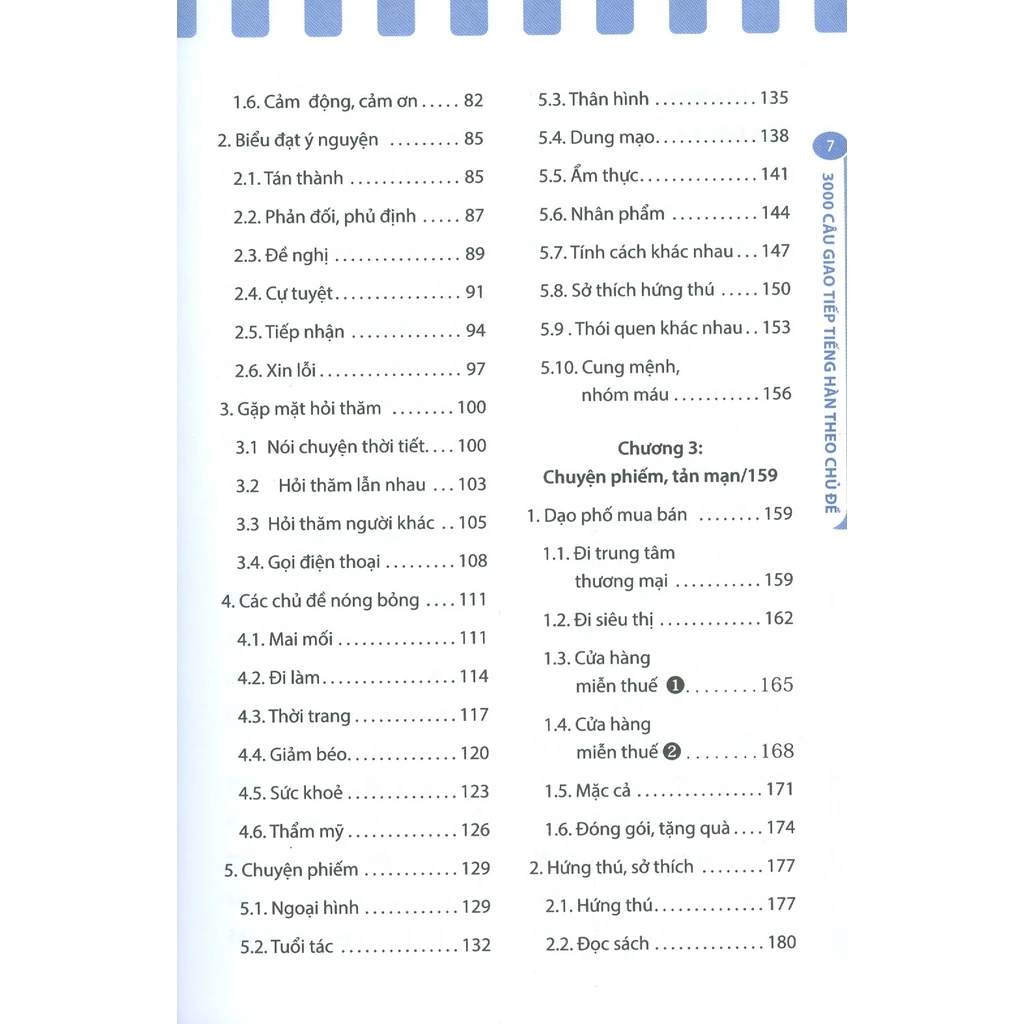 1.6. Cảm động, cảm ơn ..... 82
2. Biểu đạt ý nguyện ......... 85
2.1. Tán thành .............. 85
2.2. Phản đối, phủ định ..... 87
2.3. Đề nghị ................ 89
2.4. Cự tuyệt................ 91
2.5. Tiếp nhận .............. 94
2.6. Xin lỗi.................. 97
3. Gặp mặt hỏi thăm ........ 100
3.1 Nói chuyện thời tiết.... 100
3.2 Hỏi thăm lẫn nhau ... 103
3.3 Hỏi thăm người khác .. 105
3.4. Gọi điện thoại ......... 108
4. Các chủ đề nóng bỏng .... 111
4.1. Mai mối ............... 111
4.2. Đi làm................. 114
4.3. Thời trang ............. 117
4.4. Giảm béo.............. 120
4.5. Sức khoẻ .............. 123
4.6. Thẩm mỹ .............. 126
5. Chuyện phiếm ............ 129
5.1. Ngoại hình ............ 129
5.2. Tuổi tác ............... 132
5.3. Thân hình ............. 135
5.4. Dung mạo............. 138
5.5. Ẩm thực............... 141
5.6. Nhân phẩm ........... 144
5.7. Tính cách khác nhau... 147
5.8. Sở thích hứng thú ..... 150
5.9 . Thói quen khác nhau.. 153
5.10. Cung mệnh,
nhóm máu ........... 156
Chương 3:
Chuyện phiếm, tản mạn/159
1. Dạo phố mua bán ........ 159
1.1. Đi trung tâm
thương mại ........... 159
1.2. Đi siêu thị ............. 162
1.3. Cửa hàng
miễn thuế ❶........ 165
1.4. Cửa hàng
miễn thuế ❷ ........ 168
1.5. Mặc cả ................ 171
1.6. Đóng gói, tặng quà .... 174
2. Hứng thú, sở thích ........ 177
2.1. Hứng thú.............. 177
2.2. Đọc sách .............. 180
7
3000 CÂU GIAO TIẾP TIẾNG HÀN THEO CHỦ ĐỀ